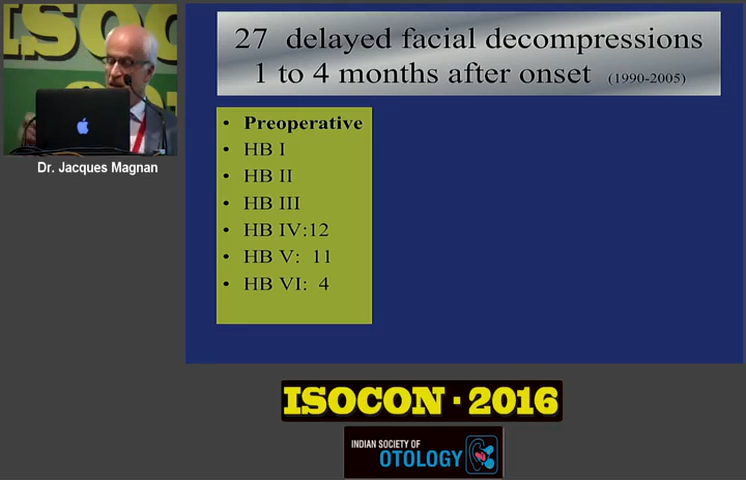 ISOCON
27 delayed facial decompressions
1 to 4 months after onset (1990-2005)
• Preoperative
• HB I
• HB II
• HB III
• HB IV:12
• HB V: 11
• HB VI: 4
Dr. Jacques Magnan
ISOCON · 2016
INDIAN SOCIETY OF
OTOLOGY